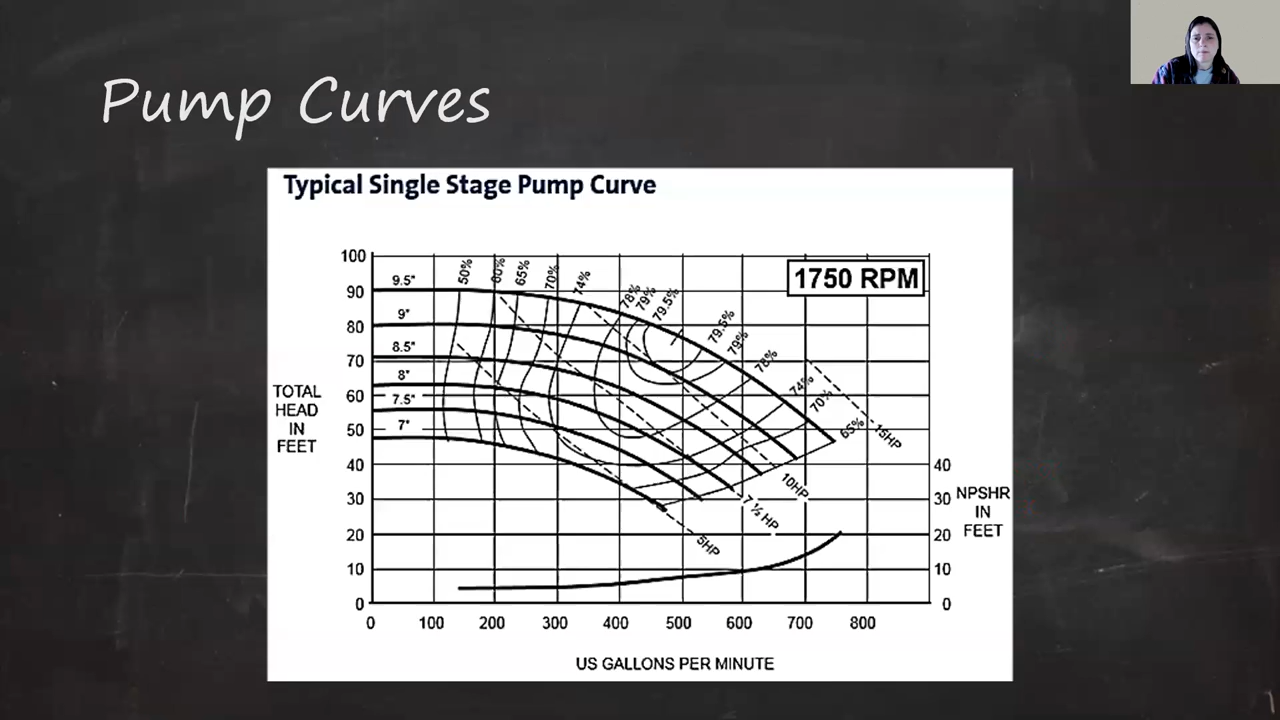 Pump Curves
Typical Single Stage Pump Curve
1750 RPM
100
90
80
70
60
50
40
30
20
10
0
TOTAL
HEAD
IN
FEET
9.5"
9"
8.5"
8"
7.5"
7"
50%
60%
65%
70%
74%
78%
79%
79.5%
79.5%
79%
78%
74%
70%
65%
15HP
10HP
7 ½ HP
5HP
40
30
20
10
0
NPSHR
IN
FEET
0 100 200 300 400 500 600 700 800
US GALLONS PER MINUTE